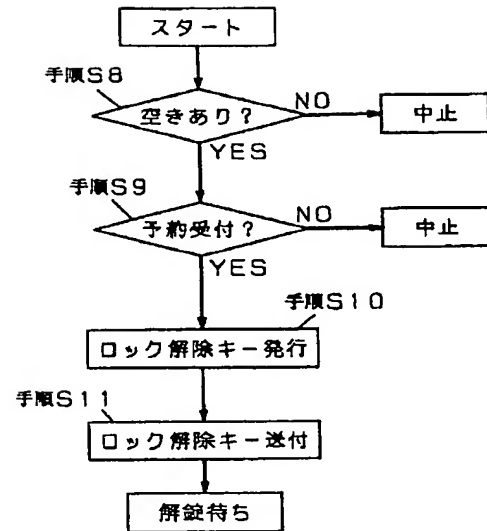 スタート
手順S8
空きあり?
NO
中止
YES
手順S9
予約受付?
NO
中止
YES
手順S10
ロック解除キー発行
手順S11
ロック解除キー送付
解錠待ち